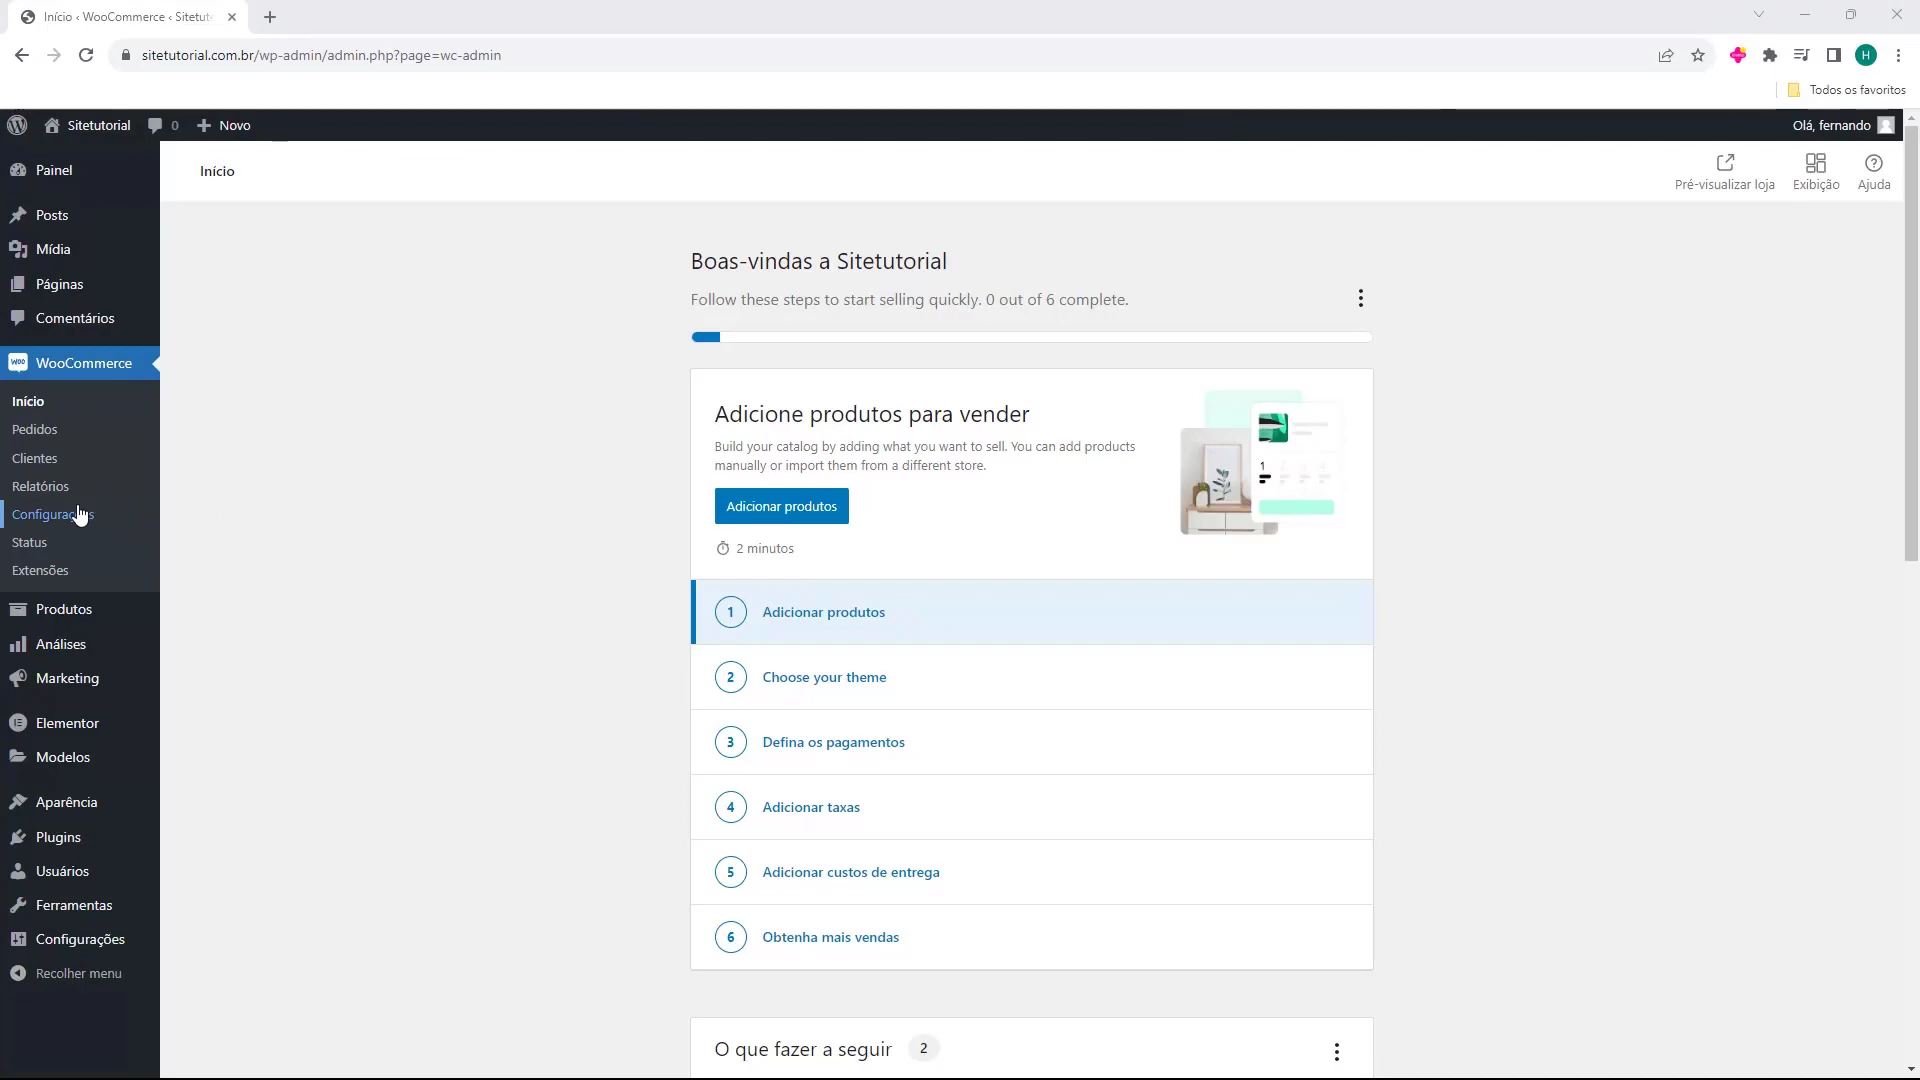 Início ‹ WooCommerce ‹ Sitetut
sitetutorial.com.br/wp-admin/admin.php?page=wc-admin
H
Todos os favoritos
Sitetutorial
0
Novo
Olá, fernando
Painel
Posts
Mídia
Páginas
Comentários
WOO
WooCommerce
Início
Pedidos
Clientes
Relatórios
Configurações
Status
Extensões
Produtos
Análises
Marketing
Elementor
Modelos
Aparência
Plugins
Usuários
Ferramentas
Configurações
Recolher menu
Início
Pré-visualizar loja
Exibição
Ajuda
Boas-vindas a Sitetutorial
Follow these steps to start selling quickly. 0 out of 6 complete.
Adicione produtos para vender
Build your catalog by adding what you want to sell. You can add products
manually or import them from a different store.
Adicionar produtos
2 minutos
1 Adicionar produtos
2 Choose your theme
3 Defina os pagamentos
4 Adicionar taxas
5 Adicionar custos de entrega
6 Obtenha mais vendas
O que fazer a seguir 2